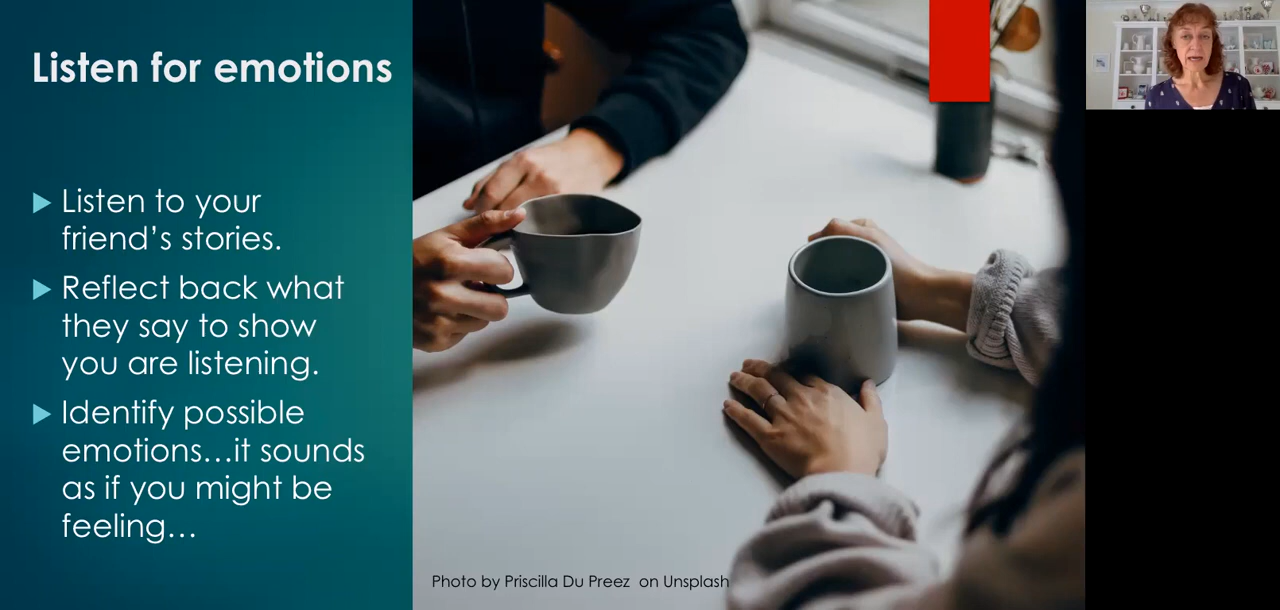 Listen for emotions
Listen to your
friend’s stories.
Reflect back what
they say to show
you are listening.
Identify possible
emotions…it sounds
as if you might be
feeling…
Photo by Priscilla Du Preez  on Unsplash